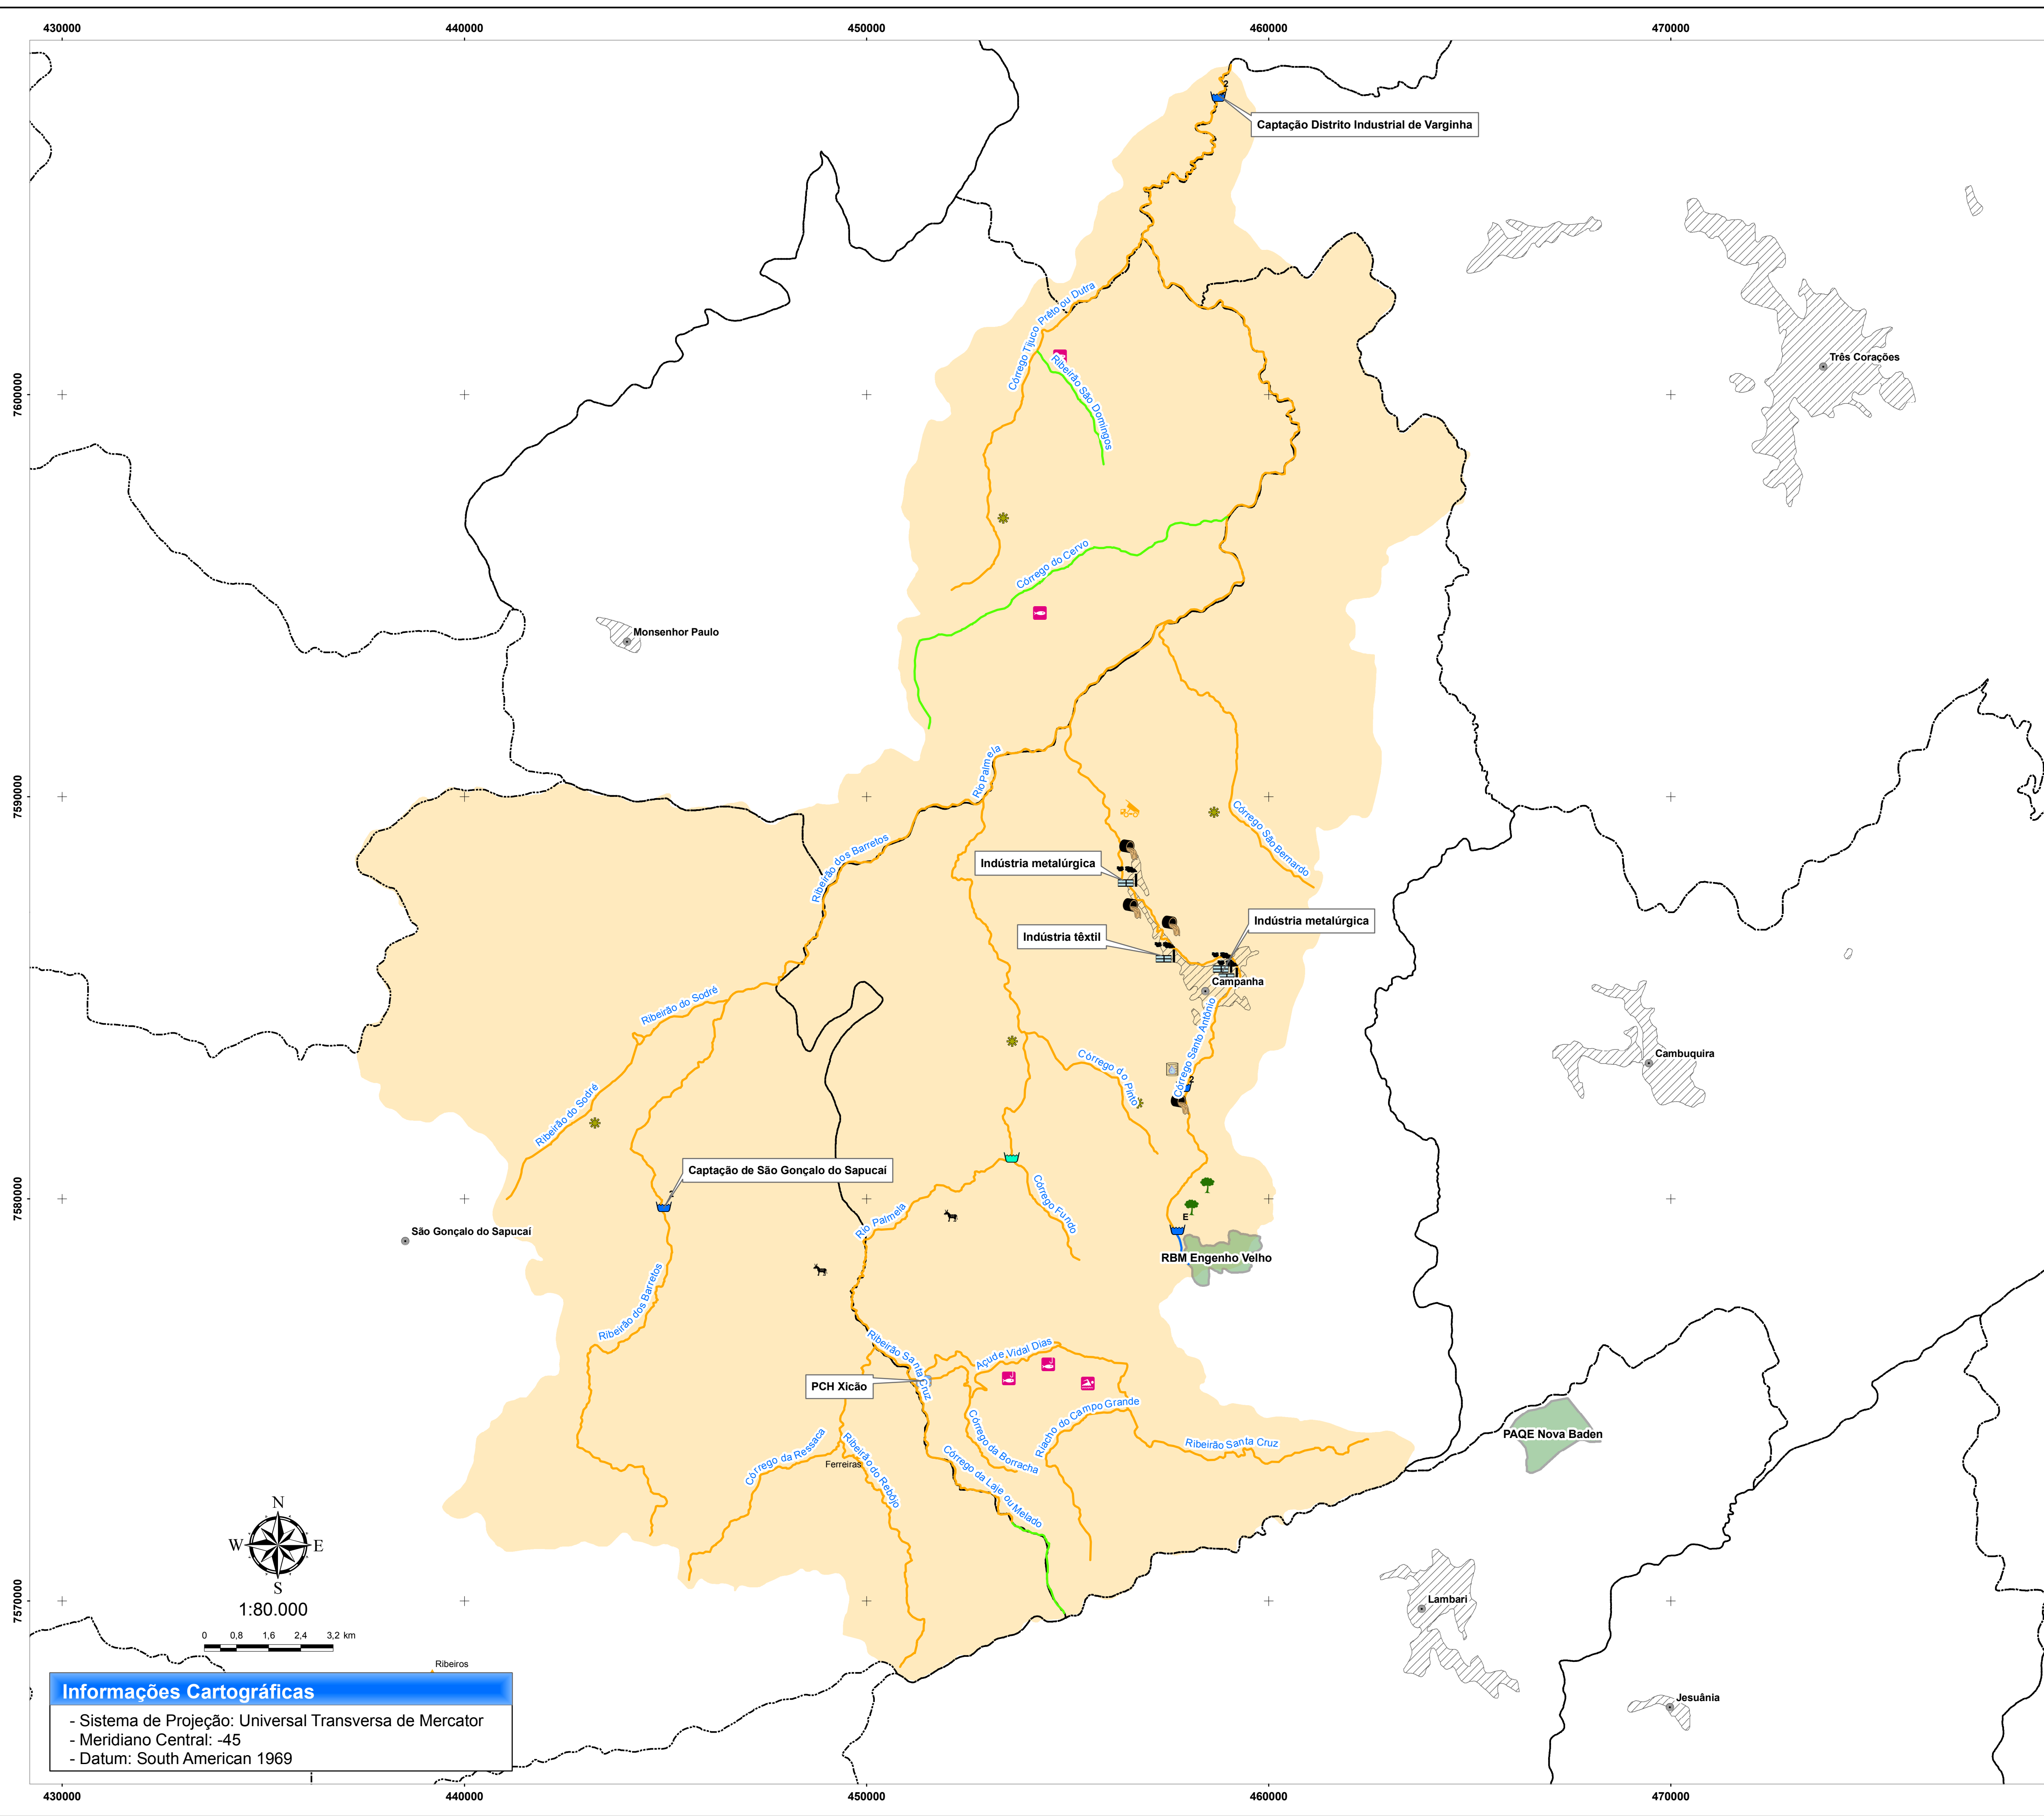 430000
440000
450000
460000
470000
2
Captação Distrito Industrial de Varginha
Córrego Tijuco Prêto ou Dutra
Ribeirão São Domingos
Três Corações
7600000
Córrego do Cervo
Monsenhor Paulo
Rio Palmela
7590000
Ribeirão dos Barretos
Córrego São Bernardo
Indústria metalúrgica
Indústria metalúrgica
Indústria têxtil
Campanha
Ribeirão do Sodré
Córrego Santo Antônio
Córrego do Pinto
Cambuquira
2
Ribeirão do Sodré
Captação de São Gonçalo do Sapucaí
7580000
Córrego Fundo
Rio Palmela
E
São Gonçalo do Sapucaí
RBM Engenho Velho
Ribeirão dos Barretos
Ribeirão Santa Cruz
Açude Vidal Dias
PCH Xicão
Riacho do Campo Grande
Córrego da Borracha
PAQE Nova Baden
Ribeirão Santa Cruz
Córrego da Ressaca
Ribeirão do Rebôjo
Ferreiras
Córrego da Laje ou Melado
N
W
E
S
1:80.000
7570000
Lambari
0 0,8 1,6 2,4 3,2 km
Ribeiros
Jesuânia
Informações Cartográficas
- Sistema de Projeção: Universal Transversa de Mercator
- Meridiano Central: -45
- Datum: South American 1969
430000
440000
450000
460000
470000